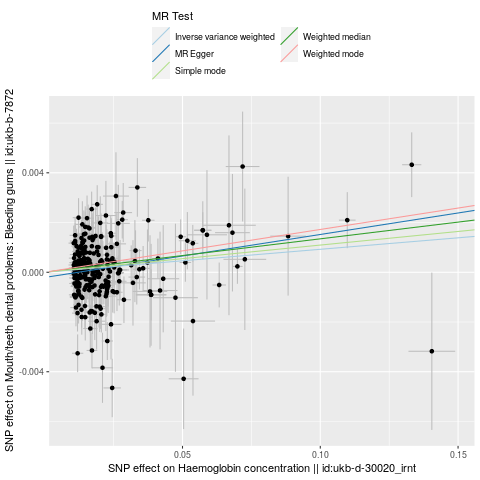 MR Test
Inverse variance weighted
Weighted median
MR Egger
Weighted mode
Simple mode
SNP effect on Mouth/teeth dental problems: Bleeding gums || id:ukb-b-7872
0.004
0.000
-0.004
0.05
0.10
0.15
SNP effect on Haemoglobin concentration || id:ukb-d-30020_irnt